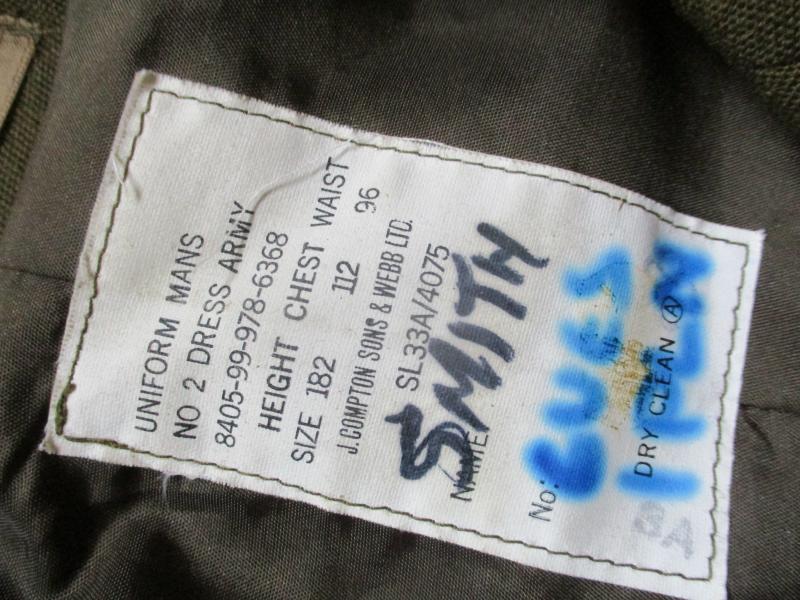 UNIFORM MANS
NO 2 DRESS ARMY
8405-99-978-6368
HEIGHT CHEST WAIST
SIZE 182 112 96
J. COMPTON SONS & WEBB LTD.
SL33A/4075
SMITH
NAME
No:
DRY CLEAN A